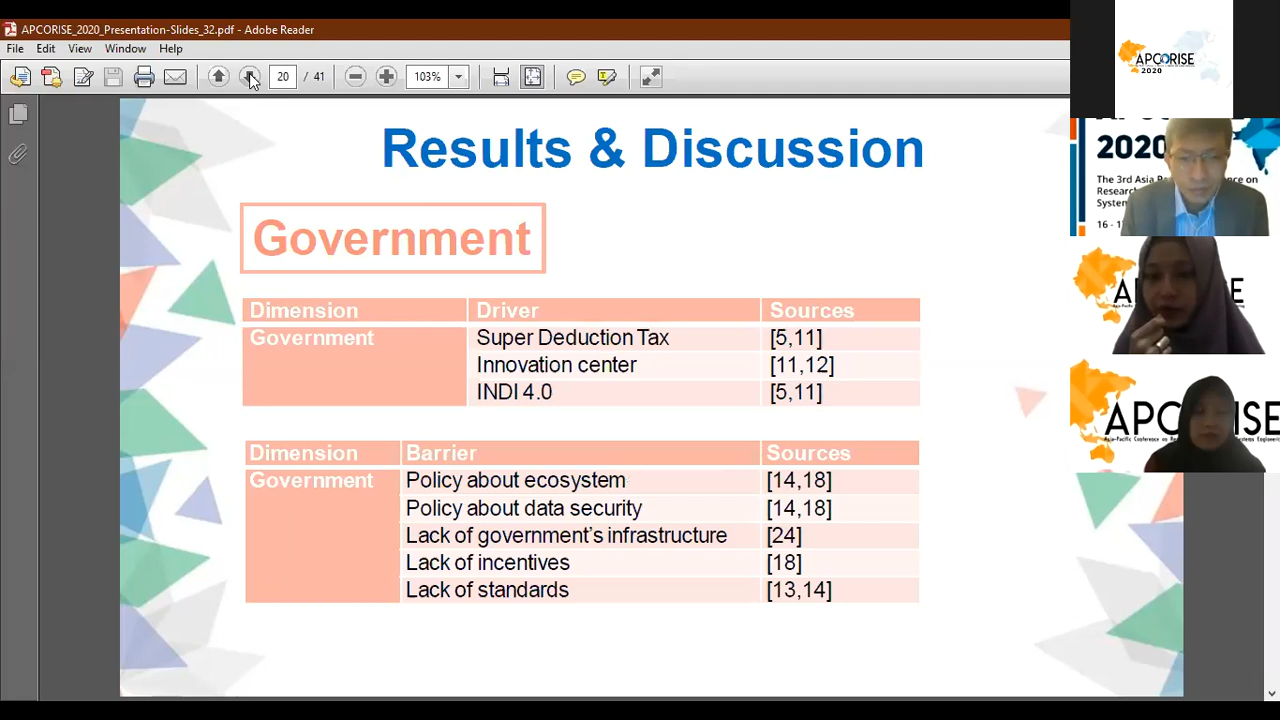 APCORISE_2020_Presentation-Slides_32.pdf - Adobe Reader
File Edit View Window Help
20 / 41 103%
Results & Discussion
Government
Dimension Driver Sources
Government Super Deduction Tax [5,11]
Innovation center [11,12]
INDI 4.0 [5,11]
Dimension Barrier Sources
Government Policy about ecosystem [14,18]
Policy about data security [14,18]
Lack of government's infrastructure [24]
Lack of incentives [18]
Lack of standards [13,14]
APCORISE
2020
2020
The 3rd Asia
on
Research
System
16 -